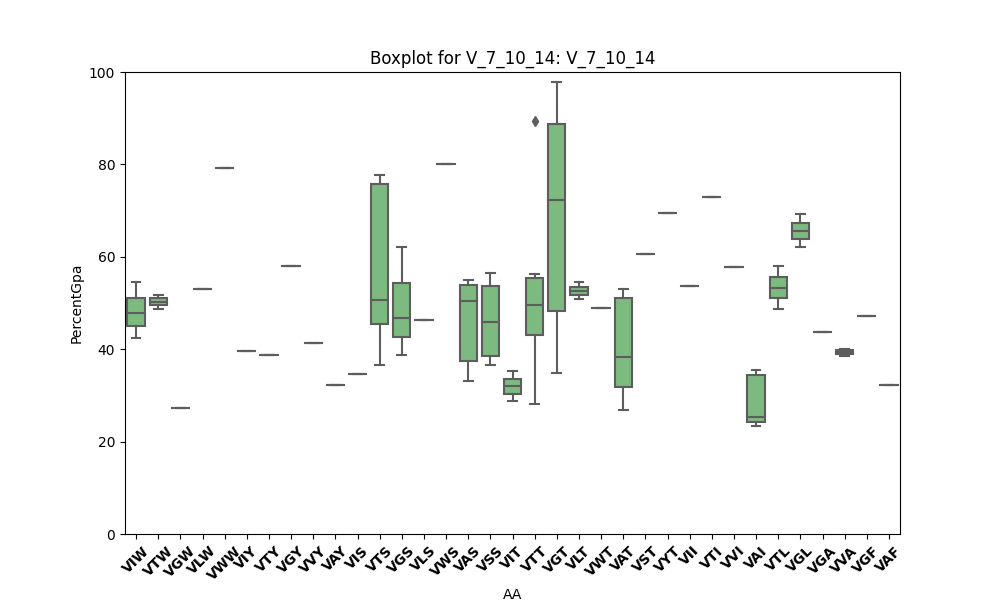 Boxplot for V_7_10_14: V_7_10_14
100
80
60
40
20
0
PercentGpa
VIW VTW VGW VLW VWW VIY VTY VGY VVY VAY VIS VTS VGS VLS VWS VAS VSS VIT VTT VGT VLT VWT VAT VST VYT VII VTI VVI VAI VTL VGL VGA VVA VGF VAF
AA